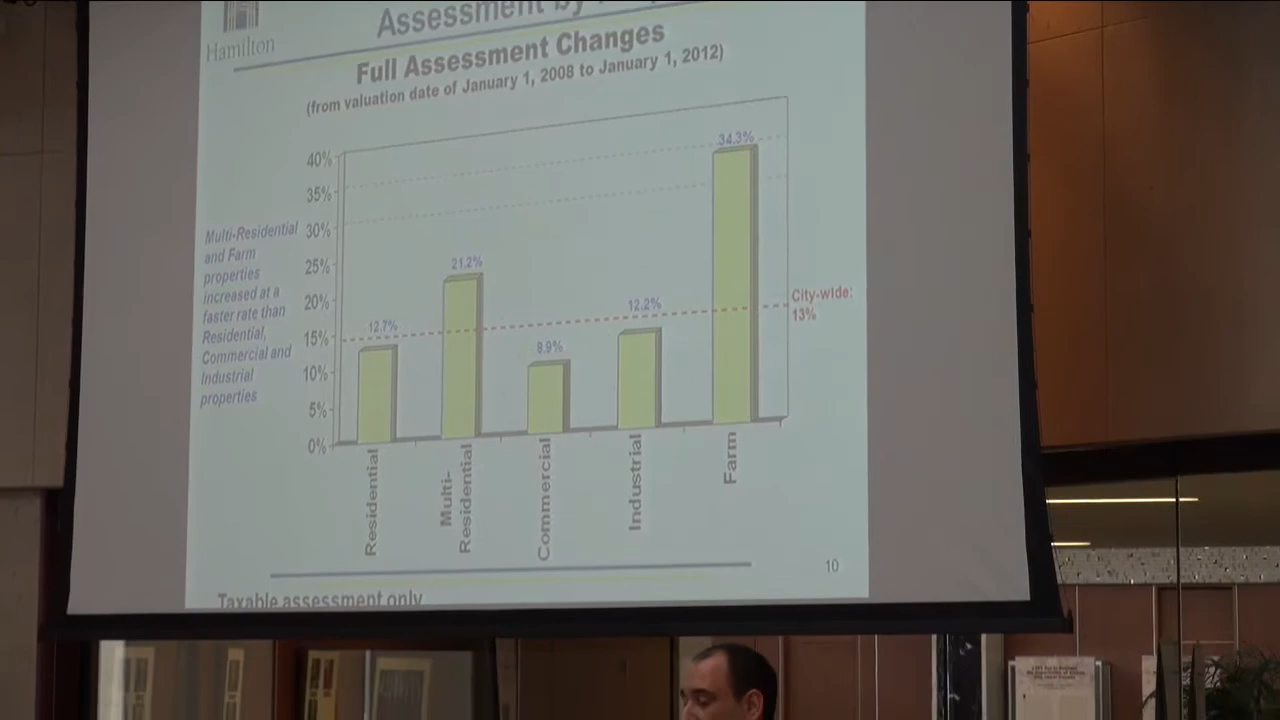 Hamilton
Assessment by
Full Assessment Changes
(from valuation date of January 1, 2008 to January 1, 2012)
Multi-Residential
and Farm
properties
increased at a
faster rate than
Residential,
Commercial and
Industrial
properties
40%
35%
30%
25%
20%
15%
10%
5%
0%
12.7%
21.2%
8.9%
12.2%
34.3%
City-wide:
13%
Residential
Multi-
Residential
Commercial
Industrial
Farm
10
Taxable assessment only